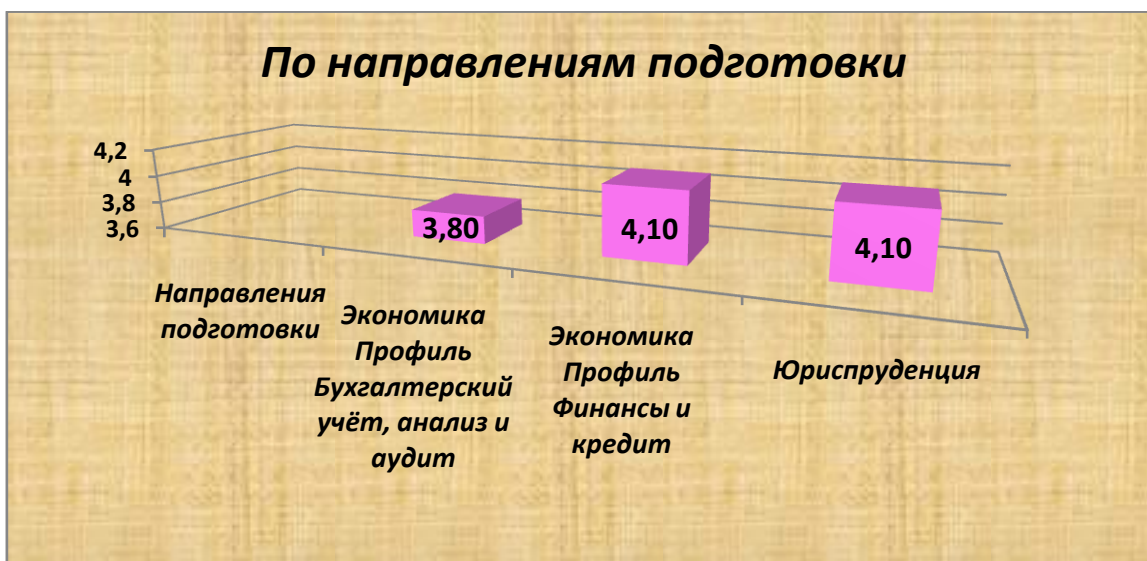 По направлениям подготовки
4,2
4
3,8
3,6
3,80
4,10
4,10
Направления
подготовки
Экономика
Профиль
Бухгалтерский
учёт, анализ и
аудит
Экономика
Профиль
Финансы и
кредит
Юриспруденция